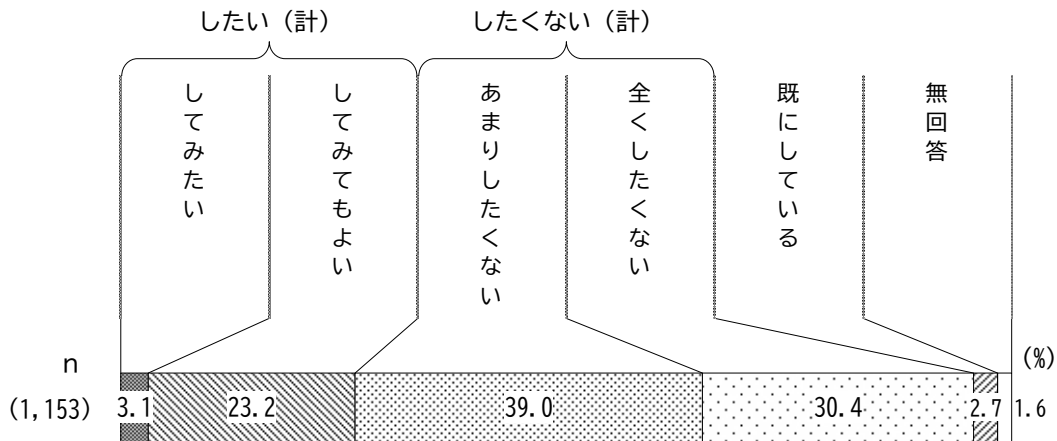 したい（計）
したくない（計）
してみたい
してみてもよい
あまりしたくない
全くしたくない
既にしている
無回答
n
(%)
(1,153)
3.1
23.2
39.0
30.4
2.7
1.6